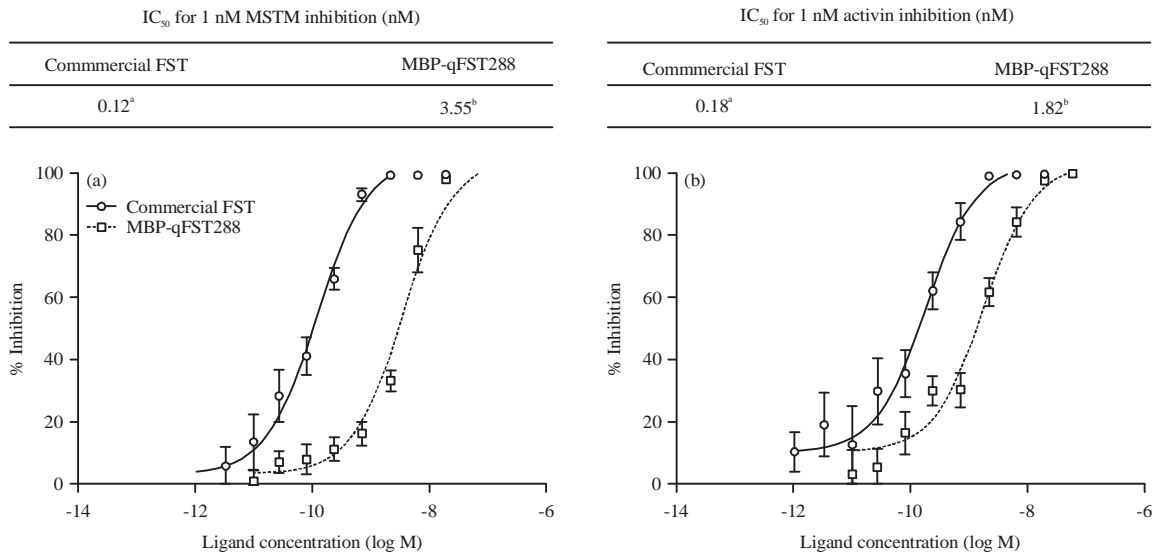 IC50 for 1 nM MSTM inhibition (nM)
Commmercial FST MBP-qFST288
0.12a 3.55b
100
80
60
40
20
0
% Inhibition
(a)
Commercial FST
MBP-qFST288
-14 -12 -10 -8 -6
Ligand concentration (log M)
IC50 for 1 nM activin inhibition (nM)
Commmercial FST MBP-qFST288
0.18a 1.82b
100
80
60
40
20
0
% Inhibition
(b)
-14 -12 -10 -8 -6
Ligand concentration (log M)